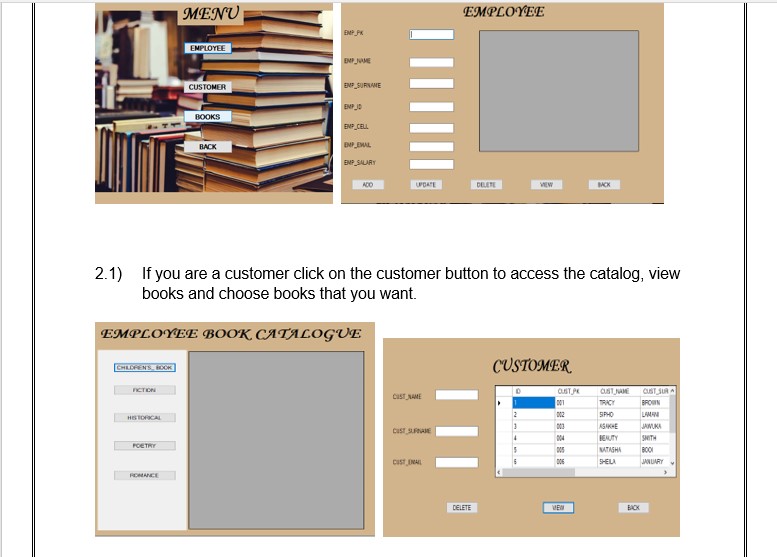 MENU
EMPLOYEE
CUSTOMER
BOOKS
BACK
EMPLOYEE
EMP_PK
EMP_NAME
EMP_SURNAME
EMP_ID
EMP_CELL
EMP_EMAIL
EMP_SALARY
ADD UPDATE DELETE VIEW BACK
2.1) If you are a customer click on the customer button to access the catalog, view
books and choose books that you want.
EMPLOYEE BOOK CATALOGUE
CHILDREN'S_ BOOK
FICTION
HISTORICAL
POETRY
ROMANCE
CUSTOMER
CUST_NAME
CUST_SURNAME
CUST_EMAIL
ID CUST_PK CUST_NAME CUST_SUR
1 001 TRACY BROWN
2 002 SIPHO LAMANI
3 003 ASAKHE JAWUKA
4 004 BEAUTY SMITH
5 005 NATASHA BOOI
6 006 SHEILA JANUARY
DELETE VIEW BACK